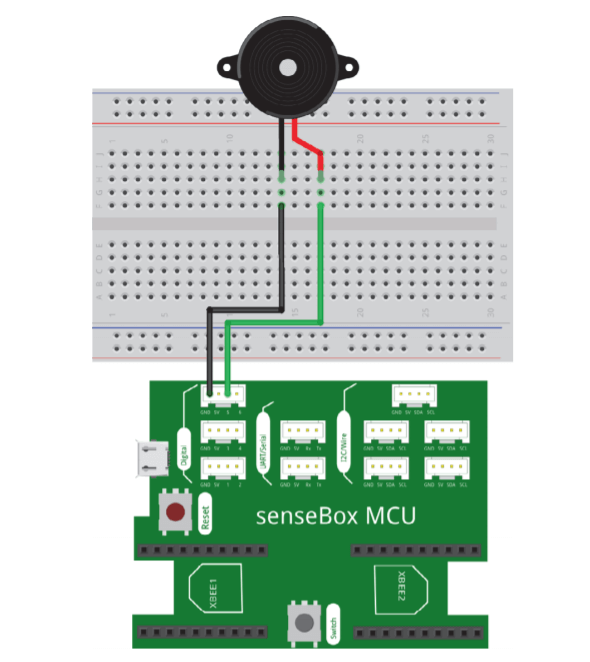 1 5 10 15 20 25 30
J
I
H
G
F
E
D
C
B
A
1 5 15 20 25 30
GND 5V 5 6
GND 5V SDA SCL
Digital
UART/Serial
I2C/Wire
GND 5V 3 4
GND 5V Rx Tx
GND 5V SDA SCL
GND 5V SDA SCL
GND 5V 1 2
GND 5V Rx Tx
GND 5V SDA SCL
GND 5V SDA SCL
Reset
senseBox MCU
XBEE1
XBEE2
Switch